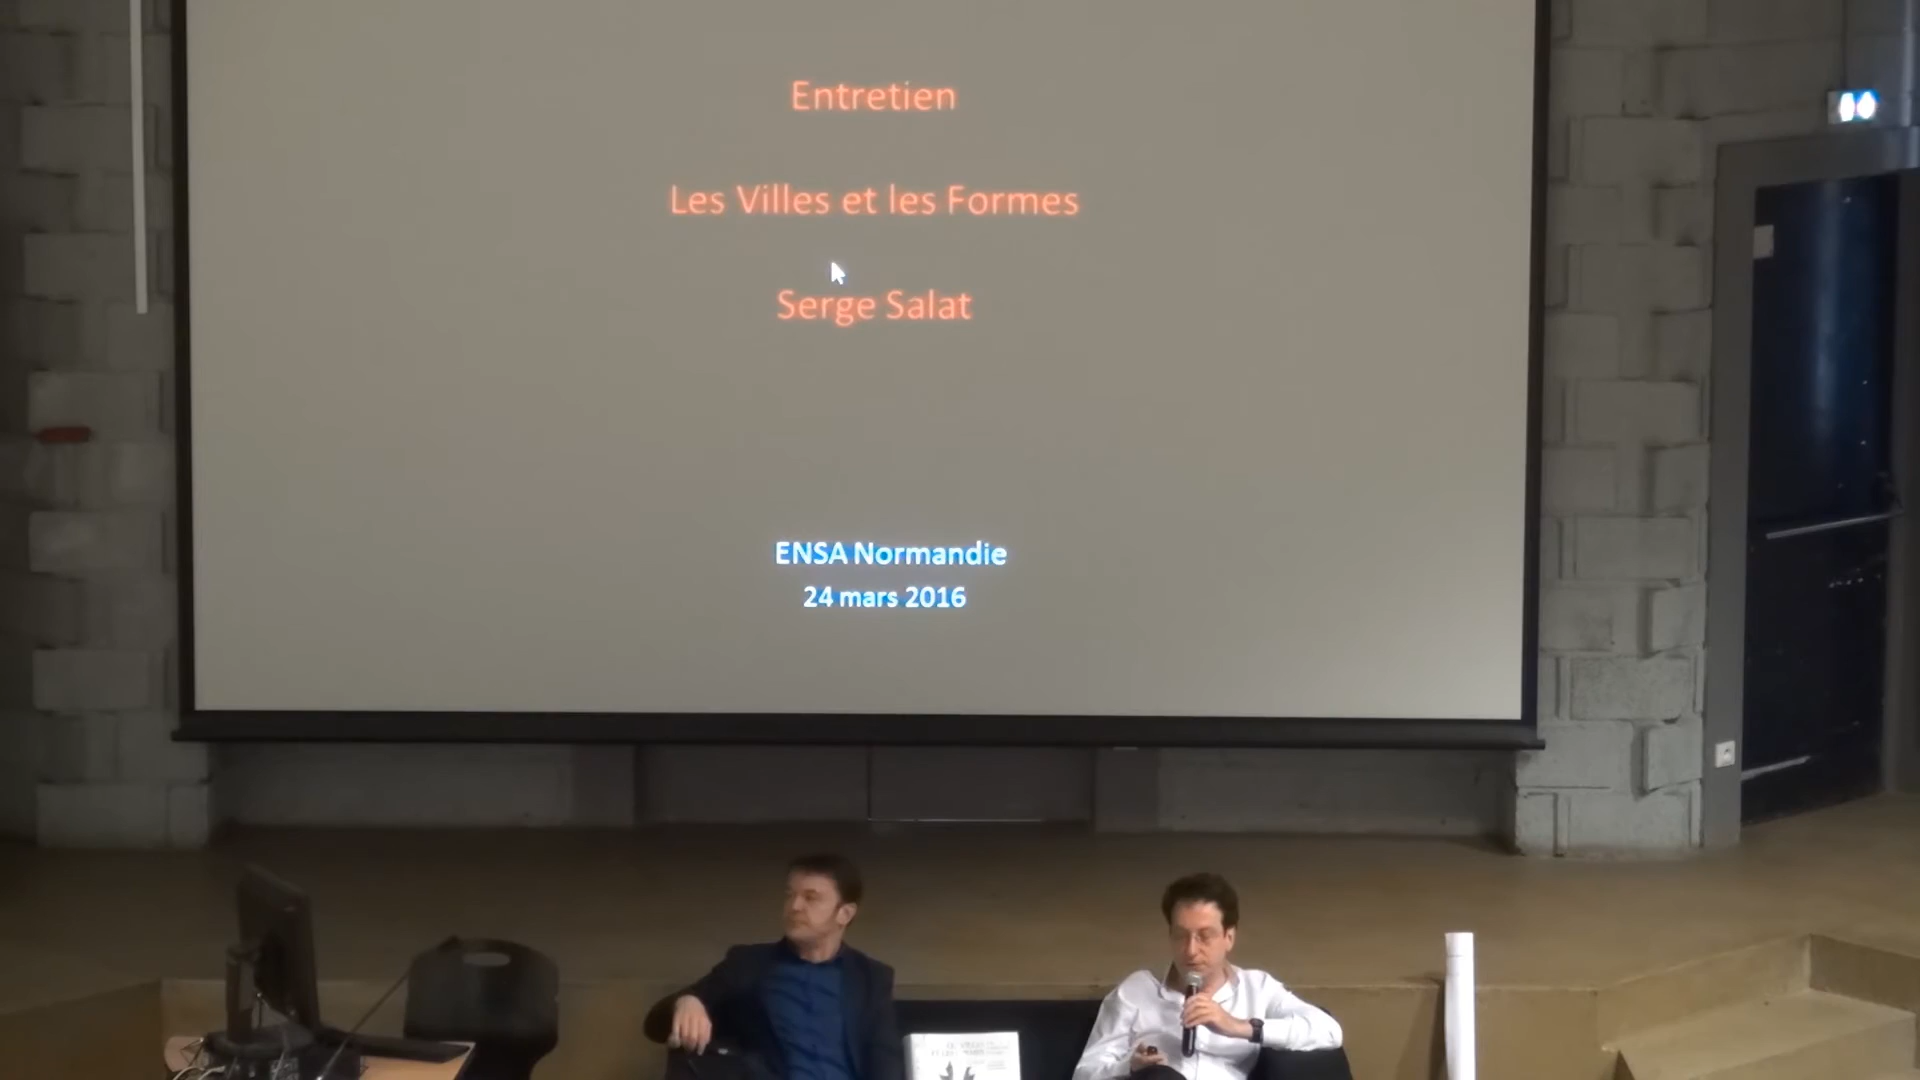 Entretien
Les Villes et les Formes
Serge Salat
ENSA Normandie
24 mars 2016